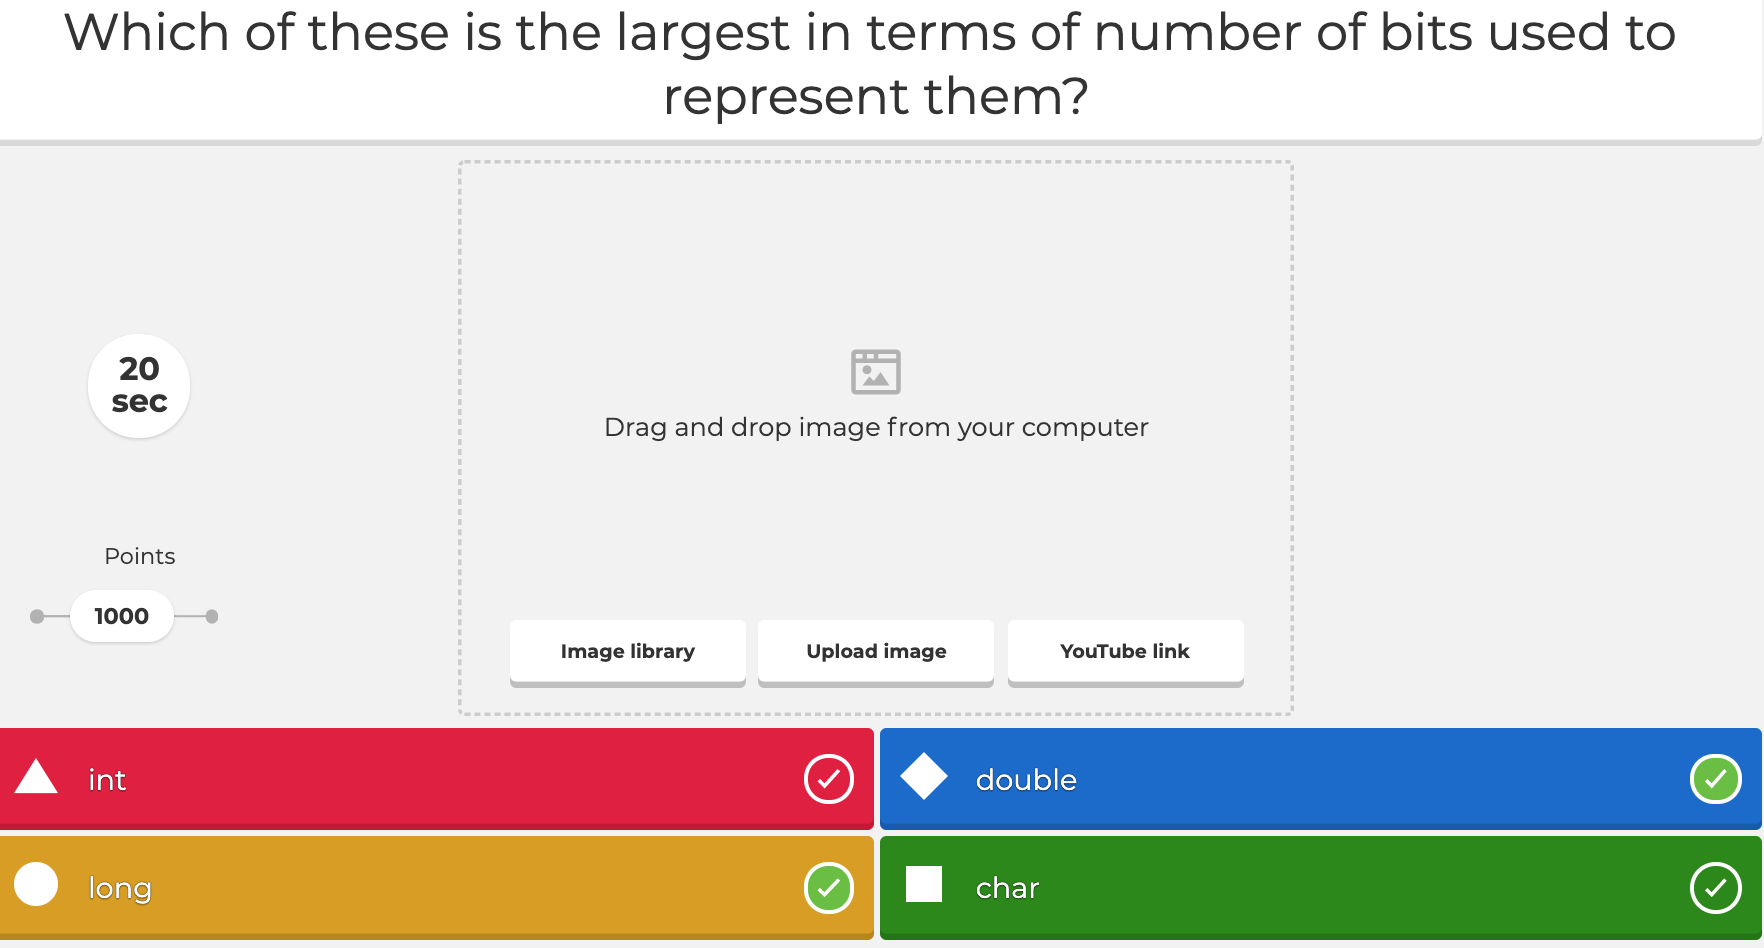 Which of these is the largest in terms of number of bits used to
represent them?
20
sec
Drag and drop image from your computer
Points
1000
Image library
Upload image
YouTube link
int
double
long
char